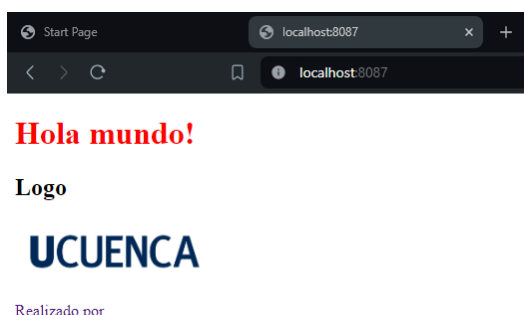 Start Page
localhost:8087
localhost:8087
Hola mundo!
Logo
UCUENCA
Realizado por